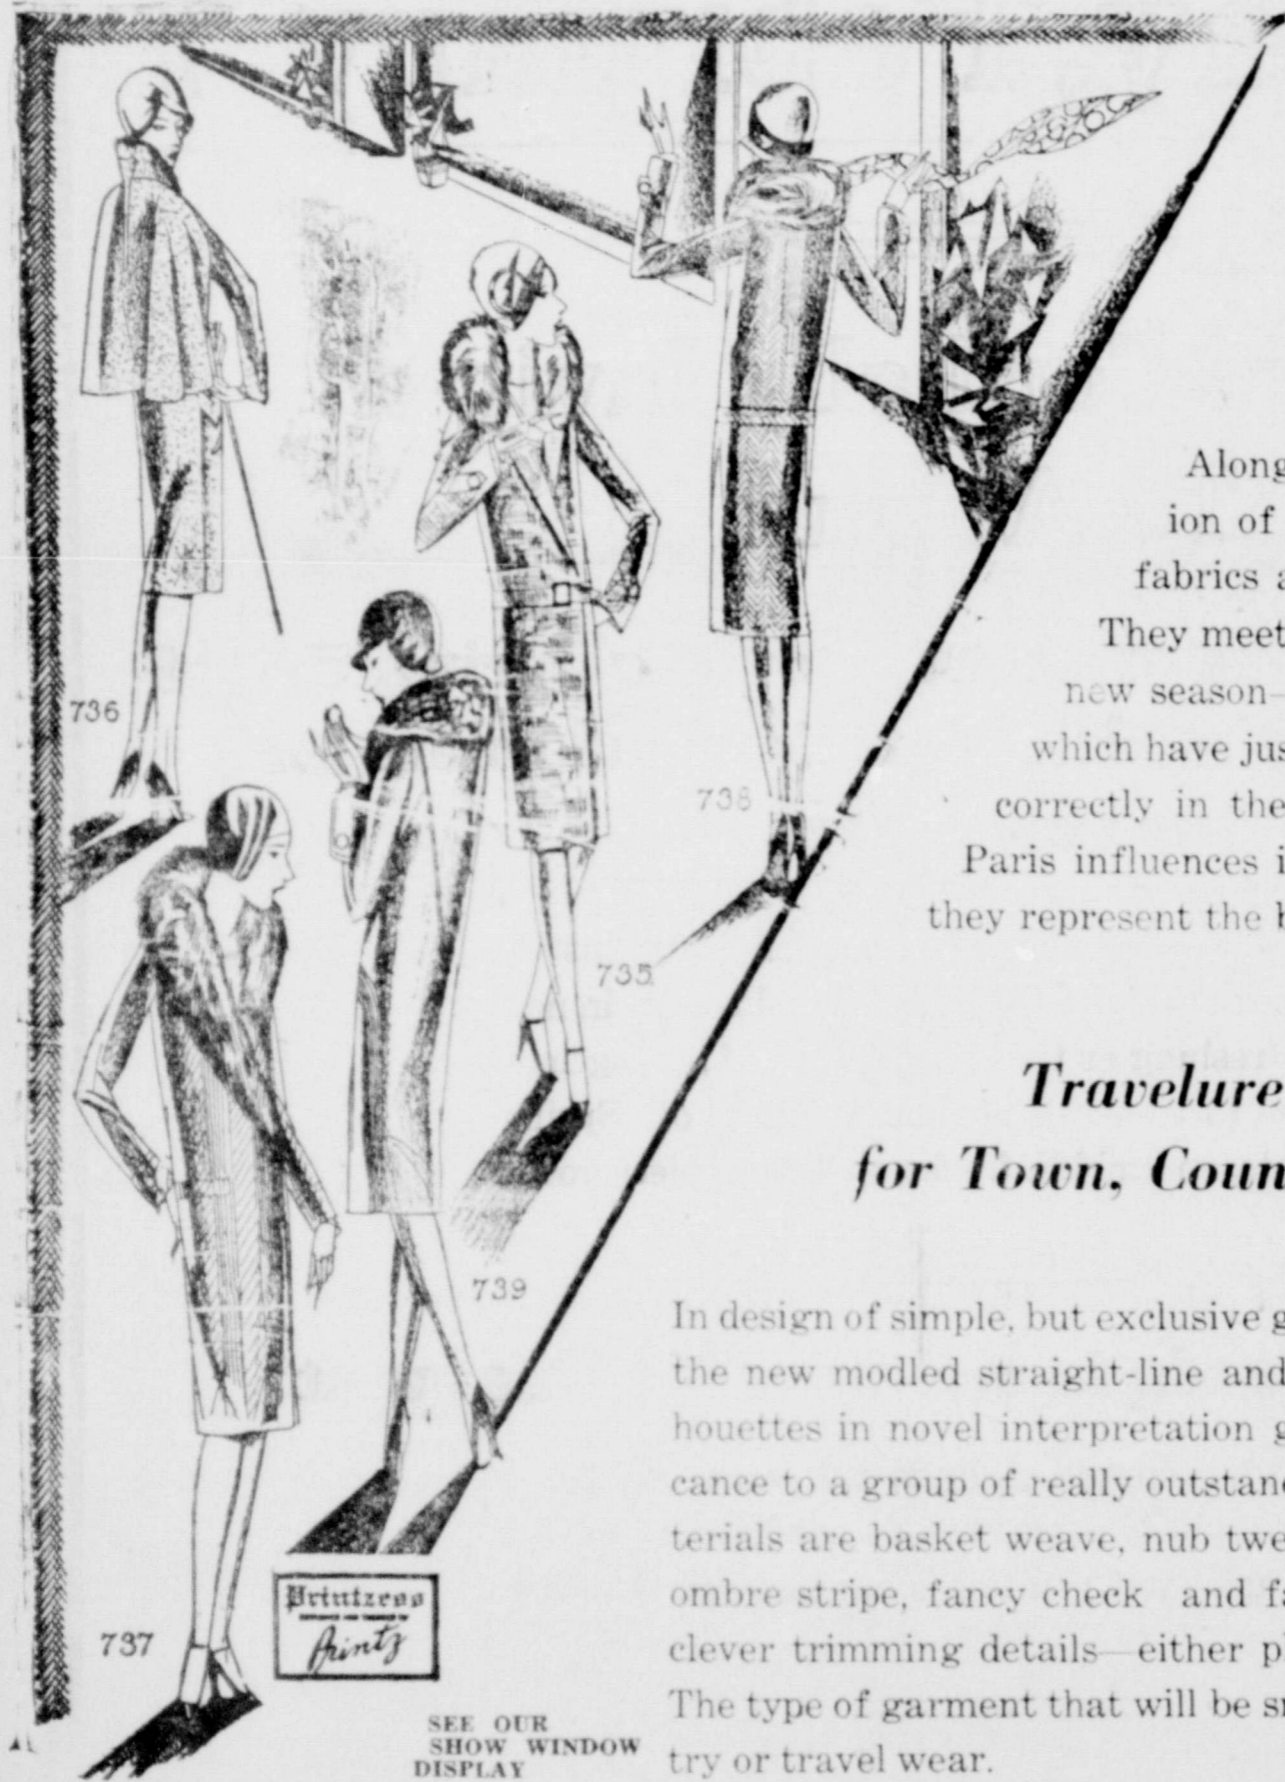 Along
ion of
fabrics
They meet
new season—
which have jus
correctly in the
Paris influences i
they represent the b
736
738
735
739
737
Travelure
for Town, Coun
In design of simple, but exclusive g
the new modled straight-line and
houettes in novel interpretation g
cance to a group of really outstand
terials are basket weave, nub twe
ombre stripe, fancy check and fa
clever trimming details—either pl
The type of garment that will be sm
try or travel wear.
Printzess
Printz
SEE OUR
SHOW WINDOW
DISPLAY